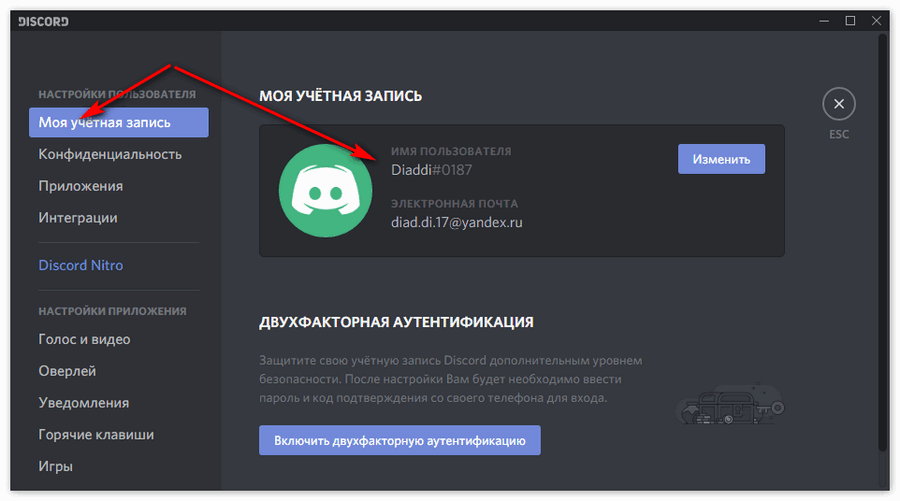 DISCORD
НАСТРОЙКИ ПОЛЬЗОВАТЕЛЯ
Моя учётная запись
Конфиденциальность
Приложения
Интеграции
Discord Nitro
НАСТРОЙКИ ПРИЛОЖЕНИЯ
Голос и видео
Оверлей
Уведомления
Горячие клавиши
Игры
МОЯ УЧЁТНАЯ ЗАПИСЬ
ИМЯ ПОЛЬЗОВАТЕЛЯ
Diaddi#0187
ЭЛЕКТРОННАЯ ПОЧТА
diad.di.17@yandex.ru
Изменить
ESC
ДВУХФАКТОРНАЯ АУТЕНТИФИКАЦИЯ
Защитите свою учётную запись Discord дополнительным уровнем
безопасности. После настройки Вам будет необходимо ввести
пароль и код подтверждения со своего телефона для входа.
Включить двухфакторную аутентификацию